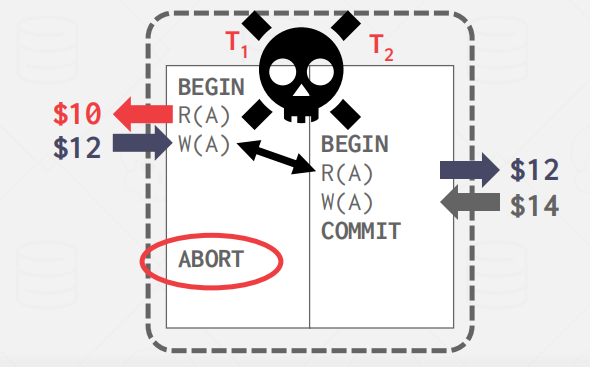 T1 T2
BEGIN
$10 R(A)
$12 W(A)
BEGIN
R(A) $12
W(A) $14
COMMIT
ABORT